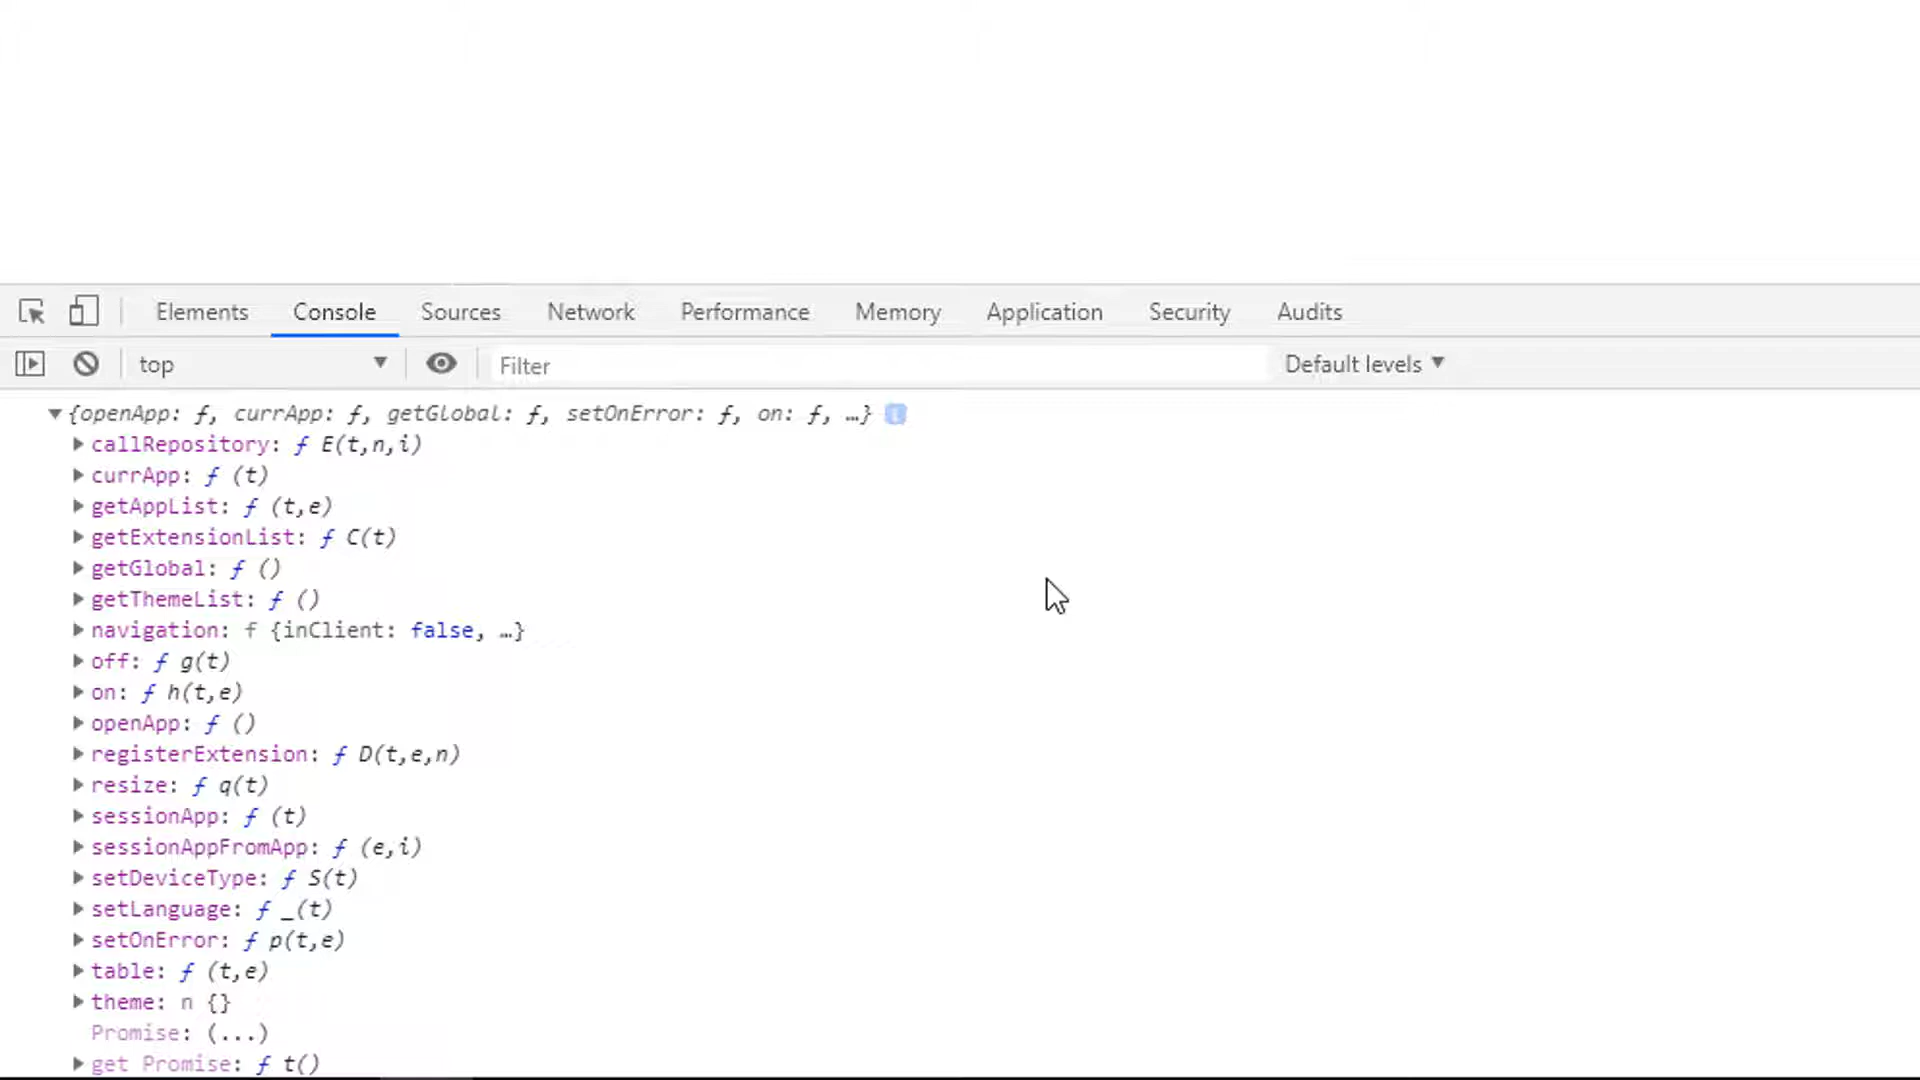 Elements Console Sources Network Performance Memory Application Security Audits
top Filter Default levels
{openApp: ƒ, currApp: ƒ, getGlobal: ƒ, setOnError: ƒ, on: ƒ, …} i
callRepository: ƒ E(t,n,i)
currApp: ƒ (t)
getAppList: ƒ (t,e)
getExtensionList: ƒ C(t)
getGlobal: ƒ ()
getThemeList: ƒ ()
navigation: f {inClient: false, …}
off: ƒ g(t)
on: ƒ h(t,e)
openApp: ƒ ()
registerExtension: ƒ D(t,e,n)
resize: ƒ q(t)
sessionApp: ƒ (t)
sessionAppFromApp: ƒ (e,i)
setDeviceType: ƒ S(t)
setLanguage: ƒ _(t)
setOnError: ƒ p(t,e)
table: ƒ (t,e)
theme: n {}
Promise: (...)
get Promise: ƒ t()